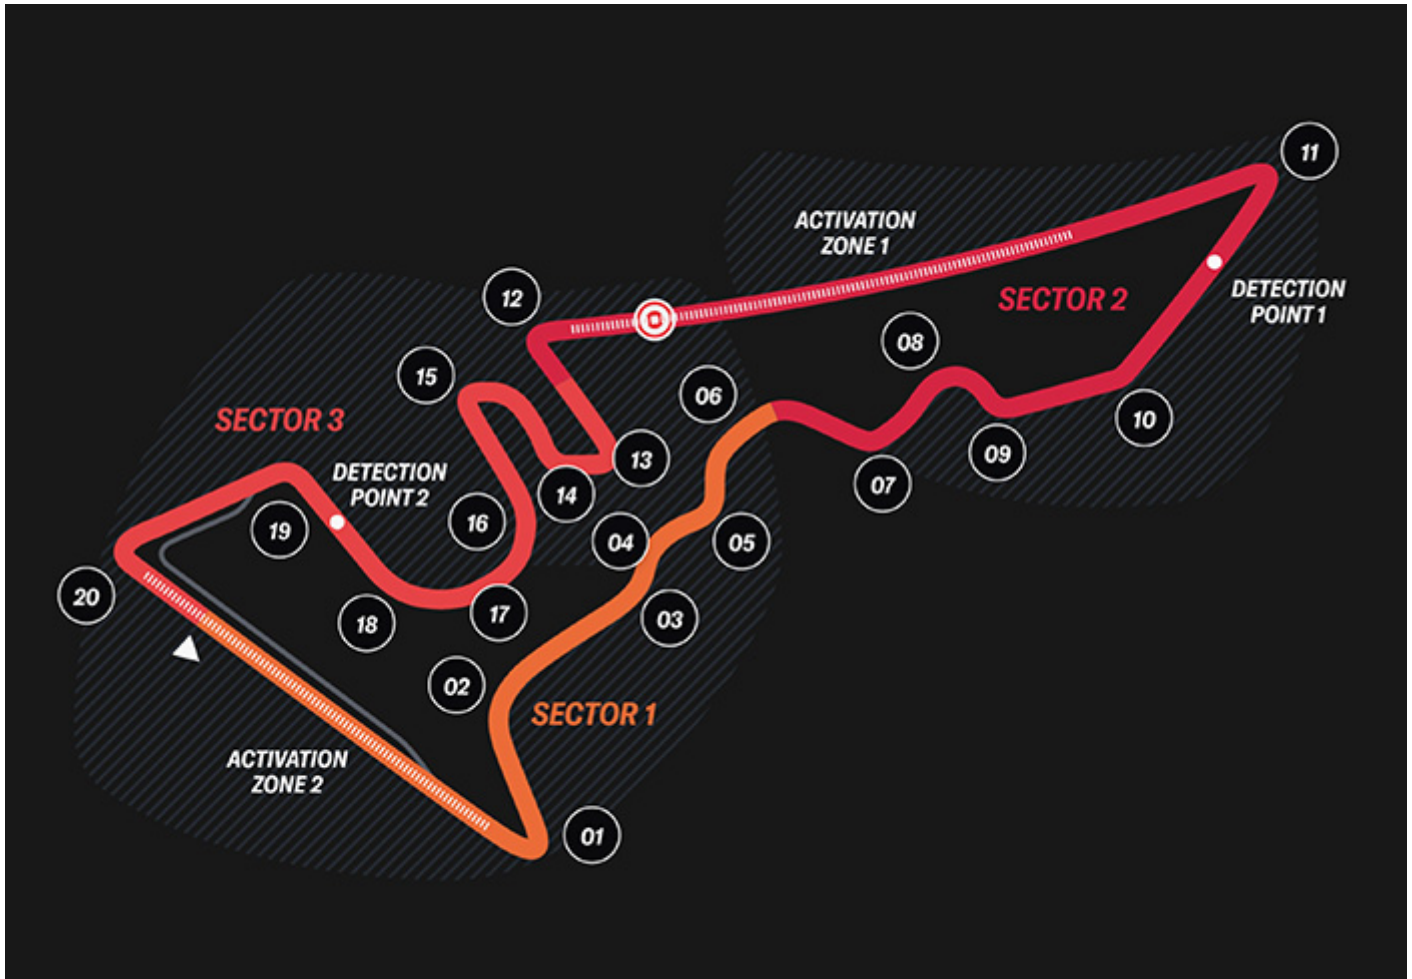 11
ACTIVATION
ZONE 1
12
SECTOR 2
DETECTION
POINT 1
08
15
06
10
SECTOR 3
13
09
DETECTION
POINT 2
14
07
16
19
04
05
20
18
17
03
02
SECTOR 1
ACTIVATION
ZONE 2
01